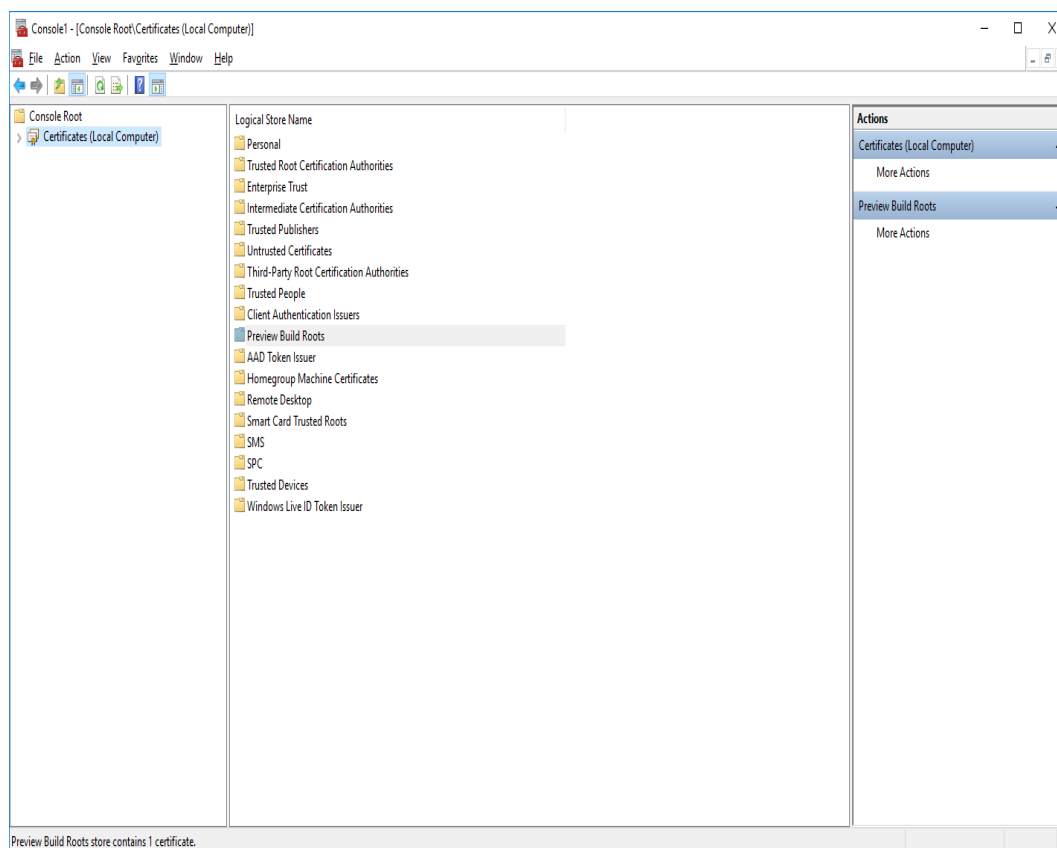 Console1 - [Console Root\Certificates (Local Computer)]
File Action View Favorites Window Help
Console Root
Certificates (Local Computer)
Logical Store Name
Personal
Trusted Root Certification Authorities
Enterprise Trust
Intermediate Certification Authorities
Trusted Publishers
Untrusted Certificates
Third-Party Root Certification Authorities
Trusted People
Client Authentication Issuers
Preview Build Roots
AAD Token Issuer
Homegroup Machine Certificates
Remote Desktop
Smart Card Trusted Roots
SMS
SPC
Trusted Devices
Windows Live ID Token Issuer
Actions
Certificates (Local Computer)
More Actions
Preview Build Roots
More Actions
Preview Build Roots store contains 1 certificate.